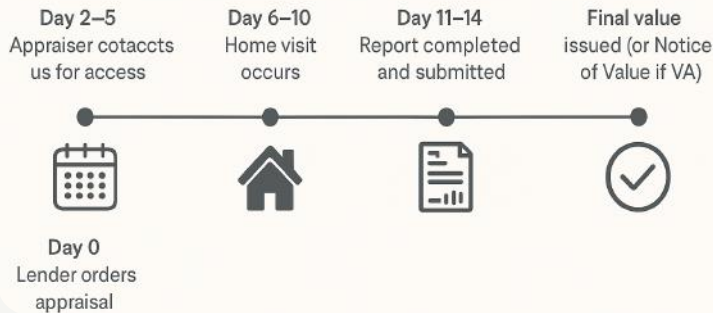 Day 2–5
Appraiser cotaccts
us for access
Day 6–10
Home visit
occurs
Day 11–14
Report completed
and submitted
Final value
issued (or Notice
of Value if VA)
Day 0
Lender orders
appraisal